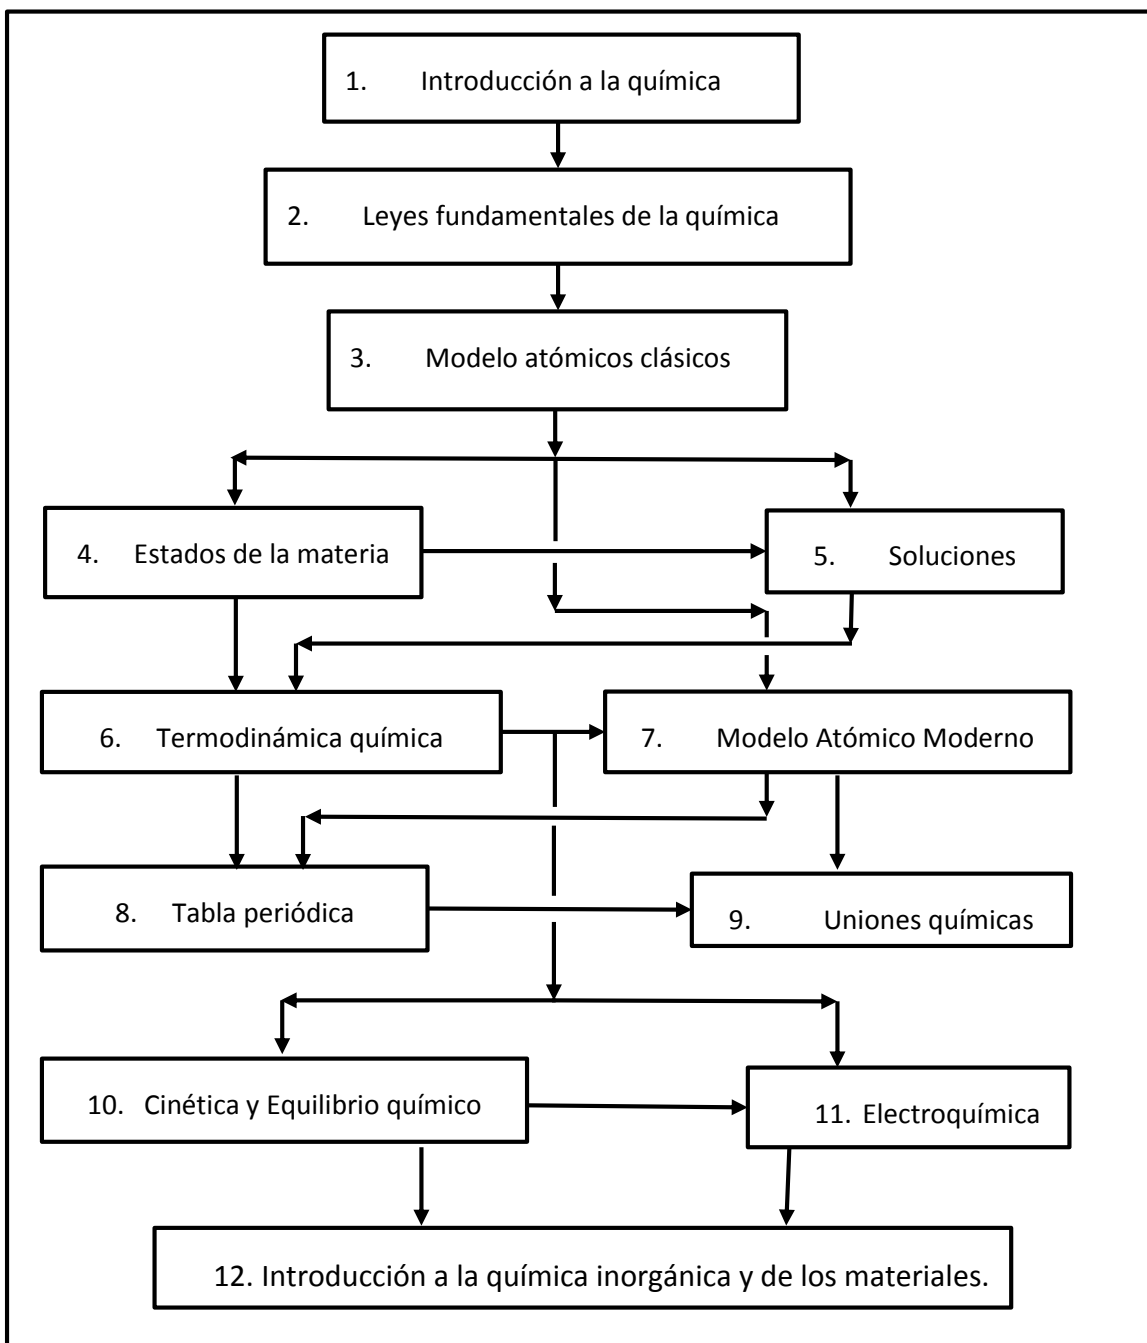 1. Introducción a la química
2. Leyes fundamentales de la química
3. Modelo atómicos clásicos
4. Estados de la materia
5. Soluciones
6. Termodinámica química
7. Modelo Atómico Moderno
8. Tabla periódica
9. Uniones químicas
10. Cinética y Equilibrio químico
11. Electroquímica
12. Introducción a la química inorgánica y de los materiales.